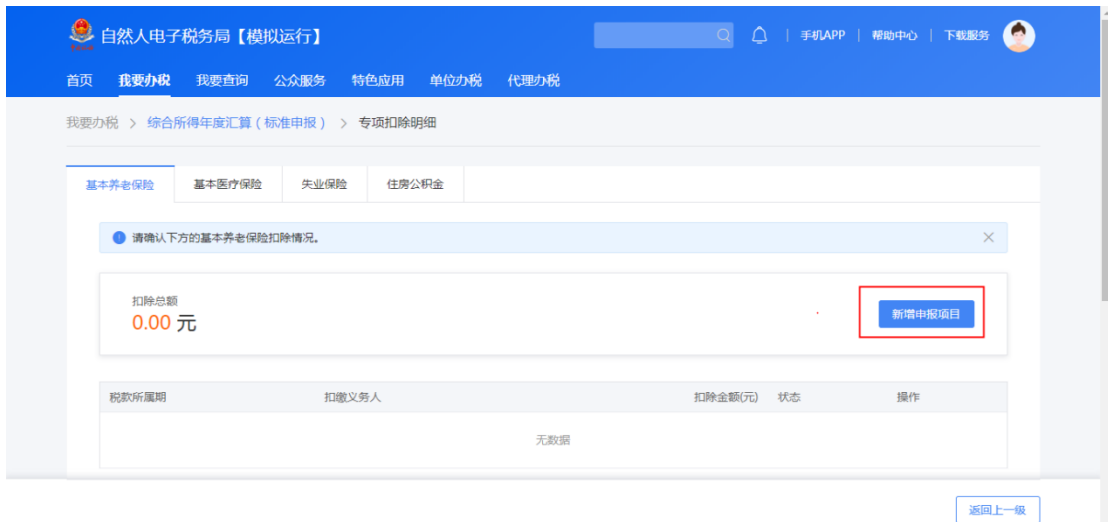 自然人电子税务局【模拟运行】
手机APP | 帮助中心 | 下载服务
首页 我要办税 我要查询 公众服务 特色应用 单位办税 代理办税
我要办税 > 综合所得年度汇算（标准申报） > 专项扣除明细
基本养老保险 基本医疗保险 失业保险 住房公积金
请确认下方的基本养老保险扣除情况。
扣除总额
0.00 元
新增申报项目
税款所属期 扣缴义务人 扣除金额(元) 状态 操作
无数据
返回上一级